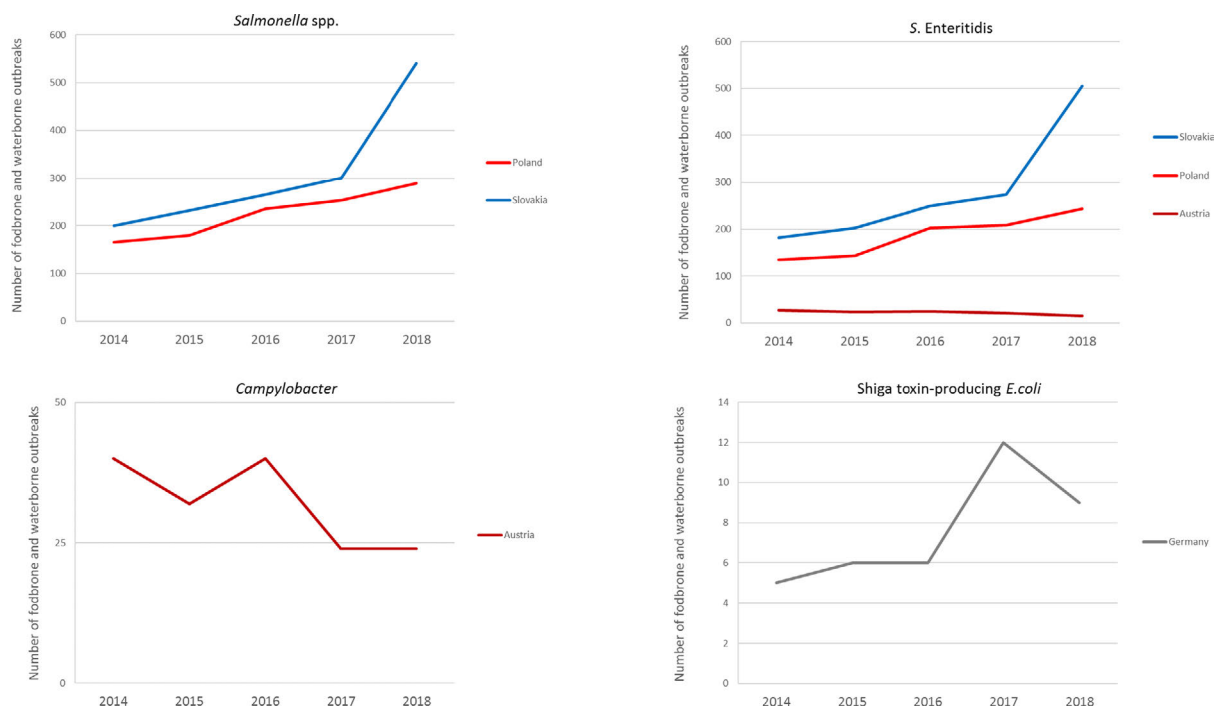 Salmonella spp.
Number of fodbrone and waterborne outbreaks
600
500
400
300
200
100
0
2014 2015 2016 2017 2018
Poland
Slovakia
S. Enteritidis
Number of fodbrone and waterborne outbreaks
600
500
400
300
200
100
0
2014 2015 2016 2017 2018
Slovakia
Poland
Austria
Campylobacter
Number of fodbrone and waterborne outbreaks
50
25
0
2014 2015 2016 2017 2018
Austria
Shiga toxin-producing E.coli
Number of fodbrone and waterborne outbreaks
14
12
10
8
6
4
2
0
2014 2015 2016 2017 2018
Germany